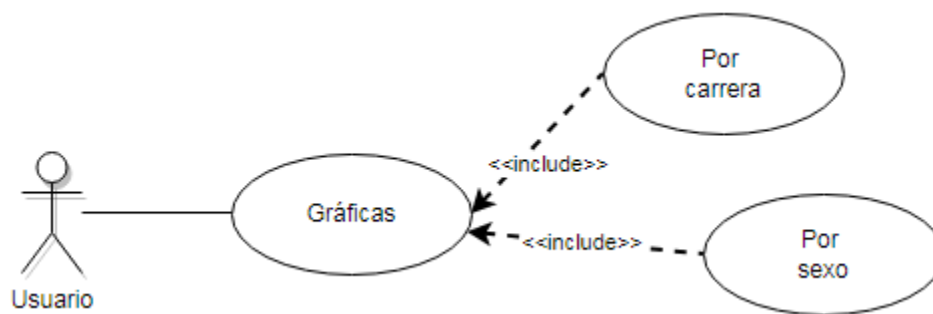 Por
carrera
<<include>>
Gráficas
<<include>>
Por
sexo
Usuario